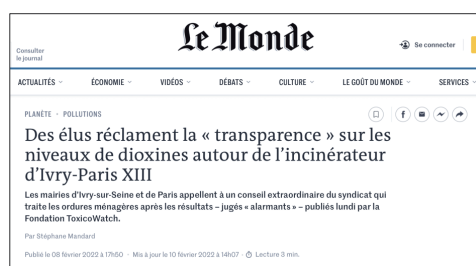 Le Monde
Consulter
le journal
Se connecter
ACTUALITÉS
ÉCONOMIE
VIDÉOS
DÉBATS
CULTURE
LE GOÛT DU MONDE
SERVICES
PLANÈTE • POLLUTIONS
Des élus réclament la « transparence » sur les
niveaux de dioxines autour de l’incinérateur
d’Ivry-Paris XIII
Les mairies d’Ivry-sur-Seine et de Paris appellent à un conseil extraordinaire du syndicat qui
traite les ordures ménagères après les résultats – jugés « alarmants » – publiés lundi par la
Fondation ToxicoWatch.
Par Stéphane Mandard
Publié le 08 février 2022 à 17h50 • Mis à jour le 10 février 2022 à 14h07 • Lecture 3 min.